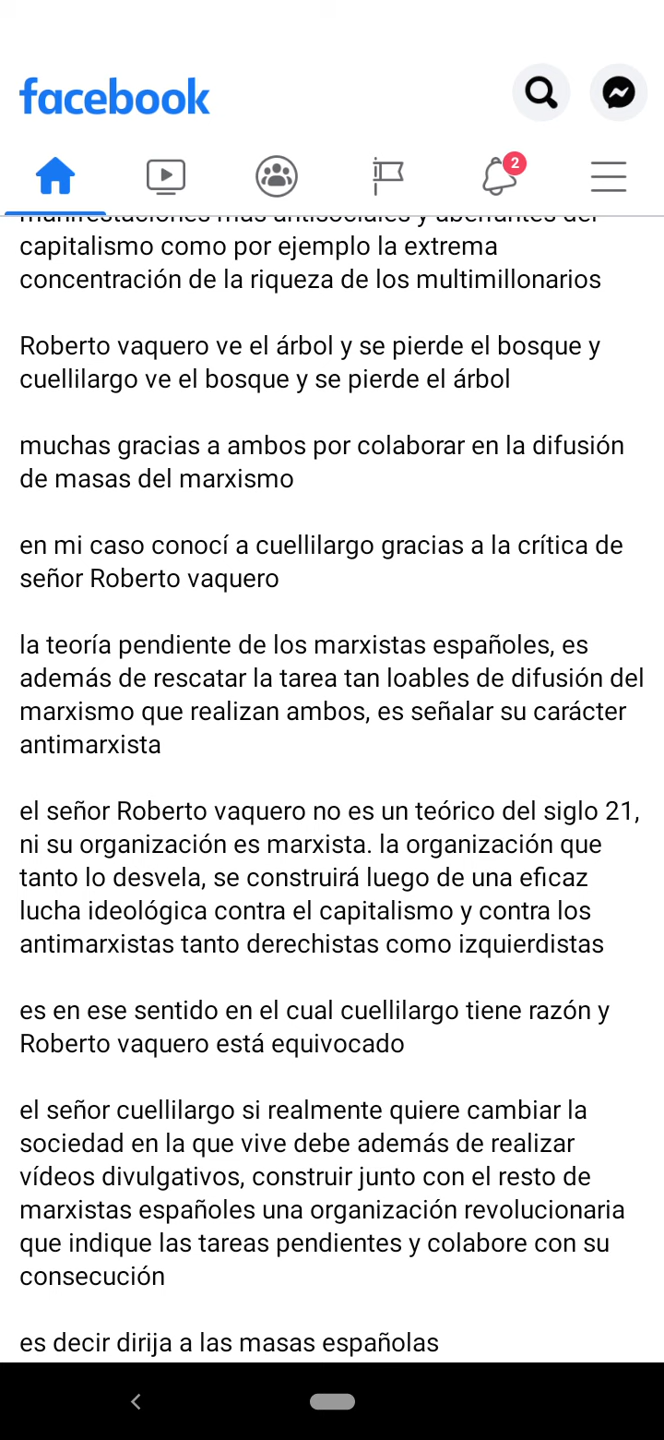 facebook
2
manifestaciones más antisociales y aberrantes del
capitalismo como por ejemplo la extrema
concentración de la riqueza de los multimillonarios
Roberto vaquero ve el árbol y se pierde el bosque y
cuellilargo ve el bosque y se pierde el árbol
muchas gracias a ambos por colaborar en la difusión
de masas del marxismo
en mi caso conocí a cuellilargo gracias a la crítica de
señor Roberto vaquero
la teoría pendiente de los marxistas españoles, es
además de rescatar la tarea tan loables de difusión del
marxismo que realizan ambos, es señalar su carácter
antimarxista
el señor Roberto vaquero no es un teórico del siglo 21,
ni su organización es marxista. la organización que
tanto lo desvela, se construirá luego de una eficaz
lucha ideológica contra el capitalismo y contra los
antimarxistas tanto derechistas como izquierdistas
es en ese sentido en el cual cuellilargo tiene razón y
Roberto vaquero está equivocado
el señor cuellilargo si realmente quiere cambiar la
sociedad en la que vive debe además de realizar
vídeos divulgativos, construir junto con el resto de
marxistas españoles una organización revolucionaria
que indique las tareas pendientes y colabore con su
consecución
es decir dirija a las masas españolas